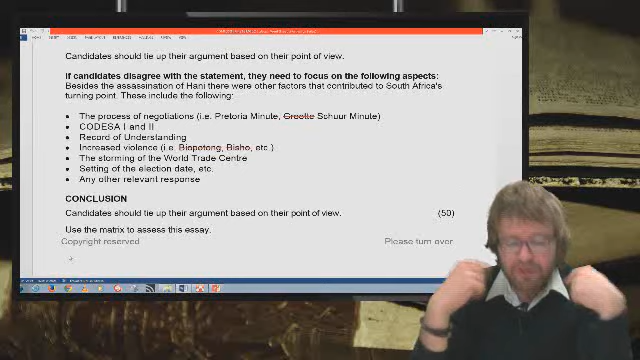 Candidates should tie up their argument based on their point of view.
If candidates disagree with the statement, they need to focus on the following aspects:
Besides the assassination of Hani there were other factors that contributed to South Africa's
turning point. These include the following:
• The process of negotiations (i.e. Pretoria Minute, Grootte Schuur Minute)
• CODESA I and II
• Record of Understanding
• Increased violence (i.e. Biopotong, Bisho, etc.)
• The storming of the World Trade Centre
• Setting of the election date, etc.
• Any other relevant response
CONCLUSION
Candidates should tie up their argument based on their point of view. (50)
Use the matrix to assess this essay.
Copyright reserved Please turn over